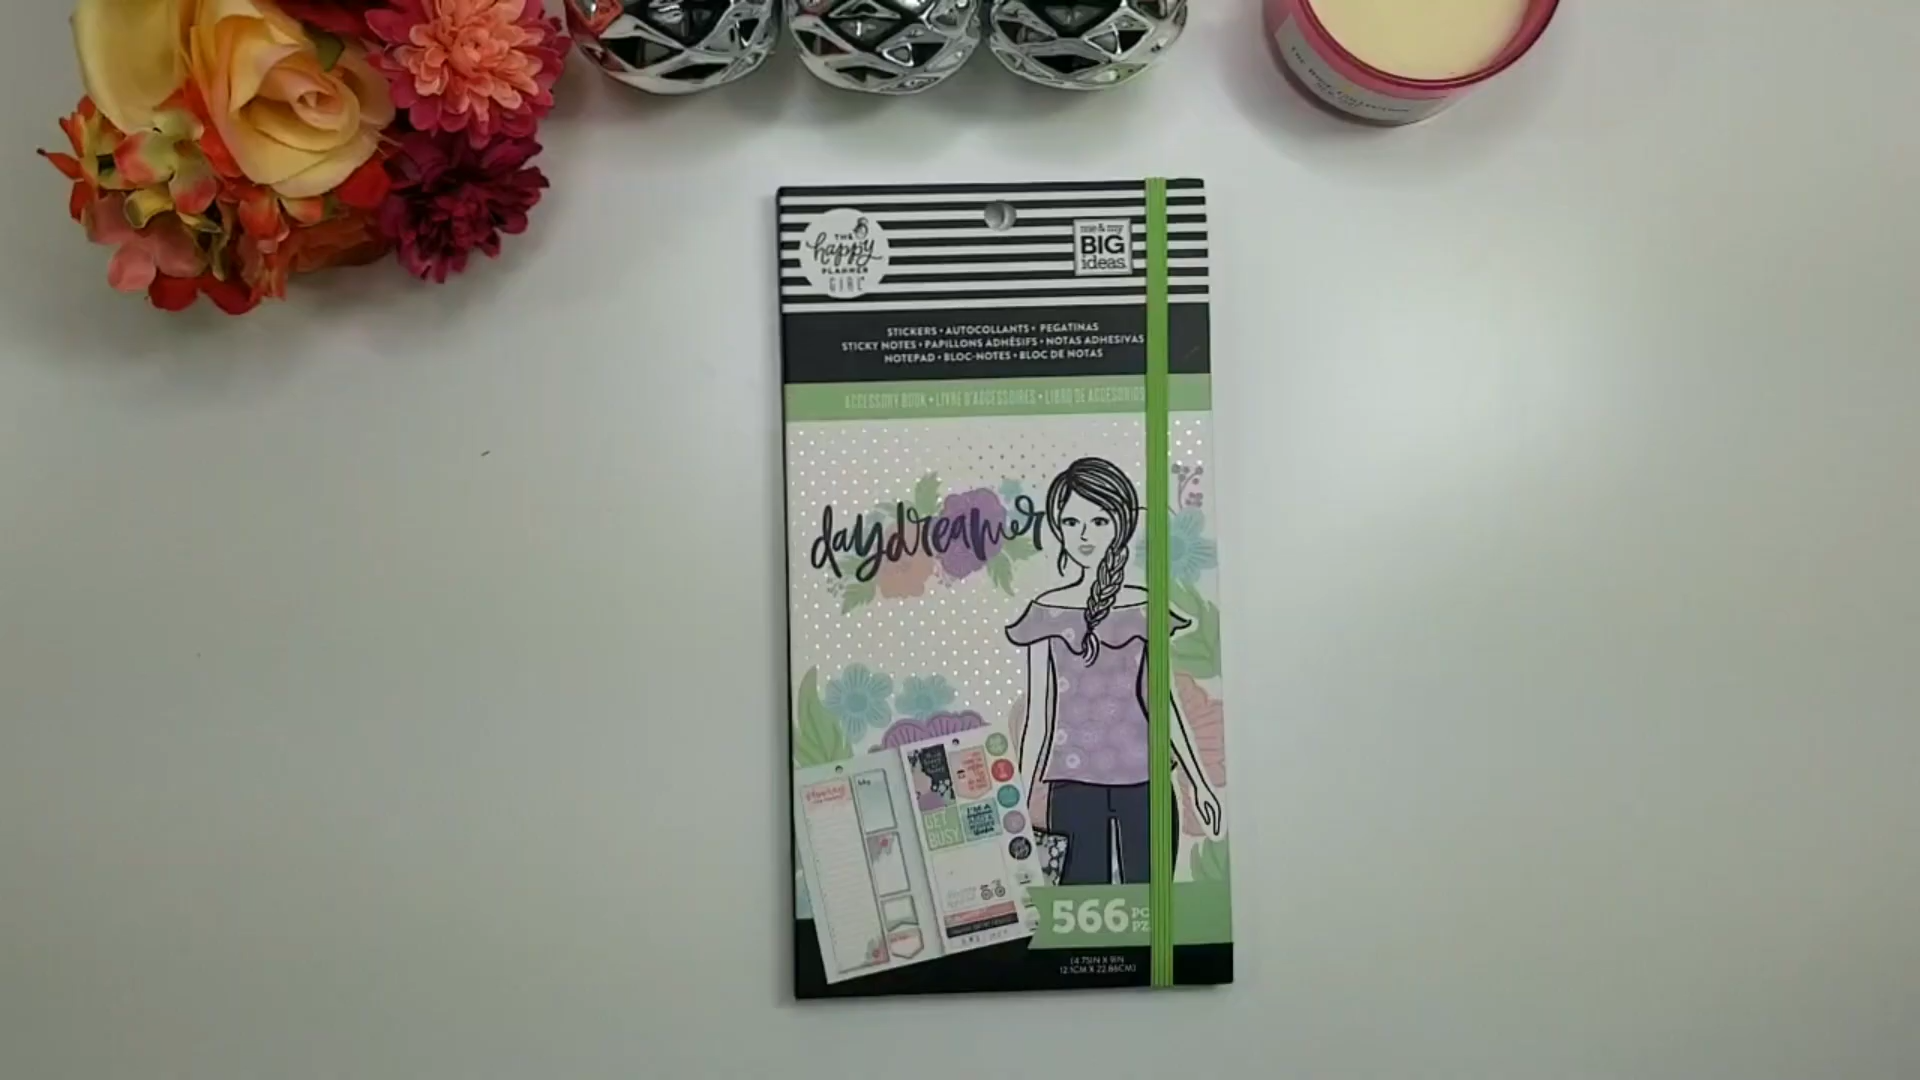 THE
happy
PLANNER
GIRL
me & my
BIG
ideas
STICKERS • AUTOCOLLANTS • PEGATINAS
STICKY NOTES • PAPILLONS ADHÉSIFS • NOTAS ADHESIVAS
NOTEPAD • BLOC-NOTES • BLOC DE NOTAS
ACCESSORY BOOK • LIVRE D'ACCESSOIRES • LIBRO DE ACCESORIOS
daydreamer
GET
BUSY
I'M A
566 PC
PZ
(4.75IN X 9IN
12.1CM X 22.86CM)